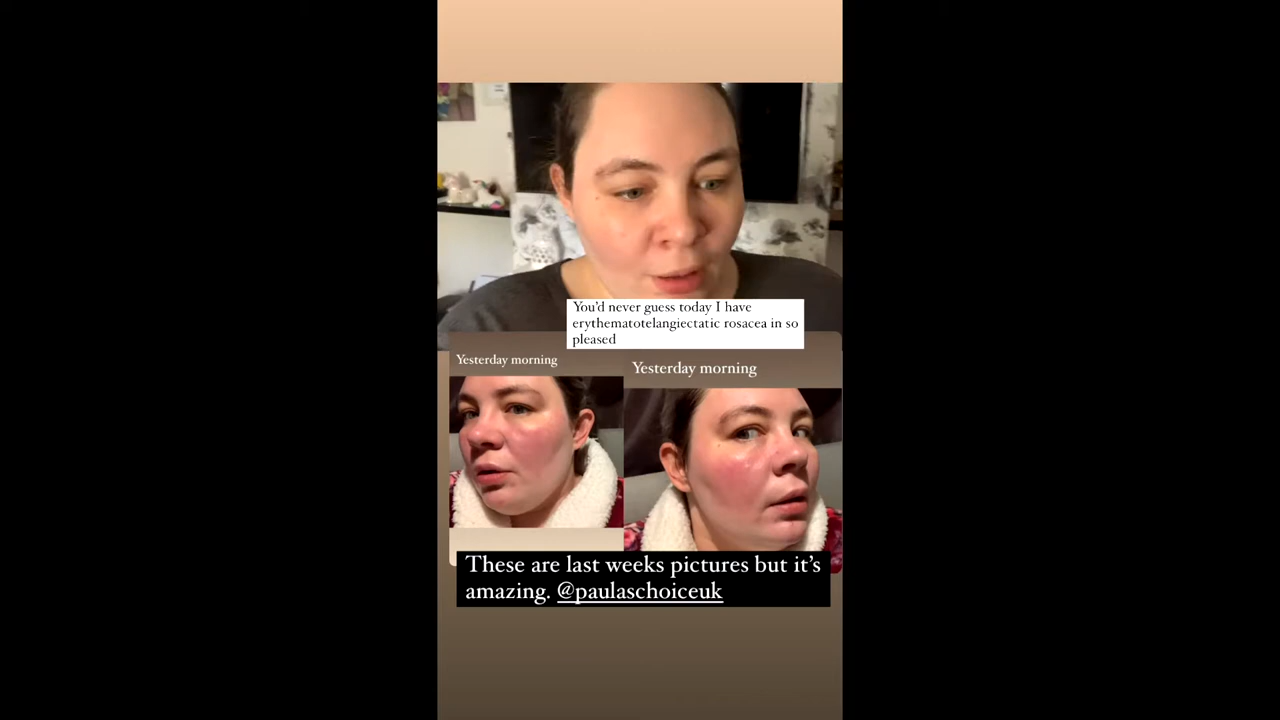 You'd never guess today I have
erythematotelangiectatic rosacea in so
pleased
Yesterday morning
Yesterday morning
These are last weeks pictures but it's
amazing. @paulaschoiceuk